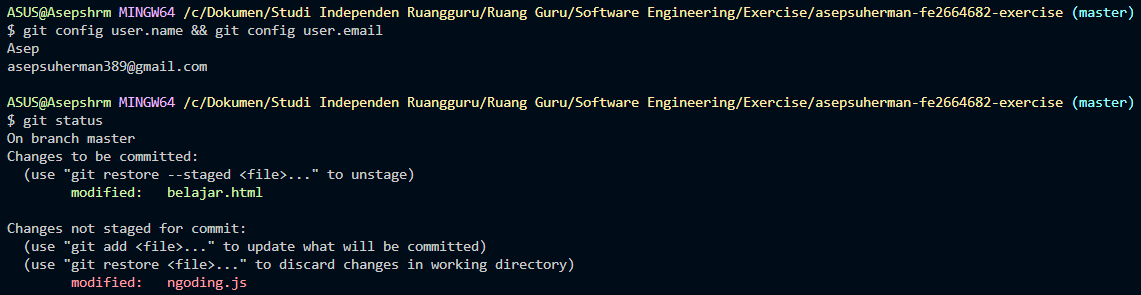 ASUS@Asepshrm MINGW64 /c/Dokumen/Studi Independen Ruangguru/Ruang Guru/Software Engineering/Exercise/asepsuherman-fe2664682-exercise (master)
$ git config user.name && git config user.email
Asep
asepsuherman389@gmail.com

ASUS@Asepshrm MINGW64 /c/Dokumen/Studi Independen Ruangguru/Ruang Guru/Software Engineering/Exercise/asepsuherman-fe2664682-exercise (master)
$ git status
On branch master
Changes to be committed:
  (use "git restore --staged <file>..." to unstage)
        modified:   belajar.html

Changes not staged for commit:
  (use "git add <file>..." to update what will be committed)
  (use "git restore <file>..." to discard changes in working directory)
        modified:   ngoding.js